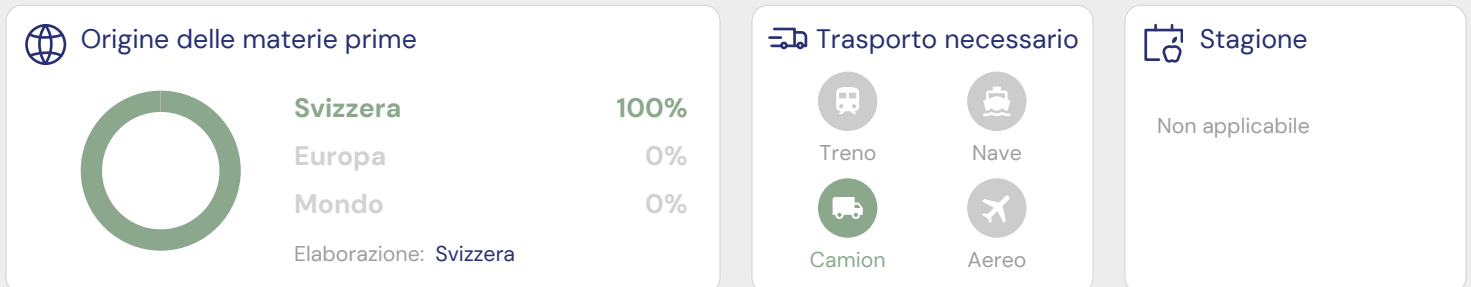 Origine delle materie prime
Svizzera 100%
Europa 0%
Mondo 0%
Elaborazione: Svizzera
Trasporto necessario
Treno Nave
Camion Aereo
Stagione
Non applicabile